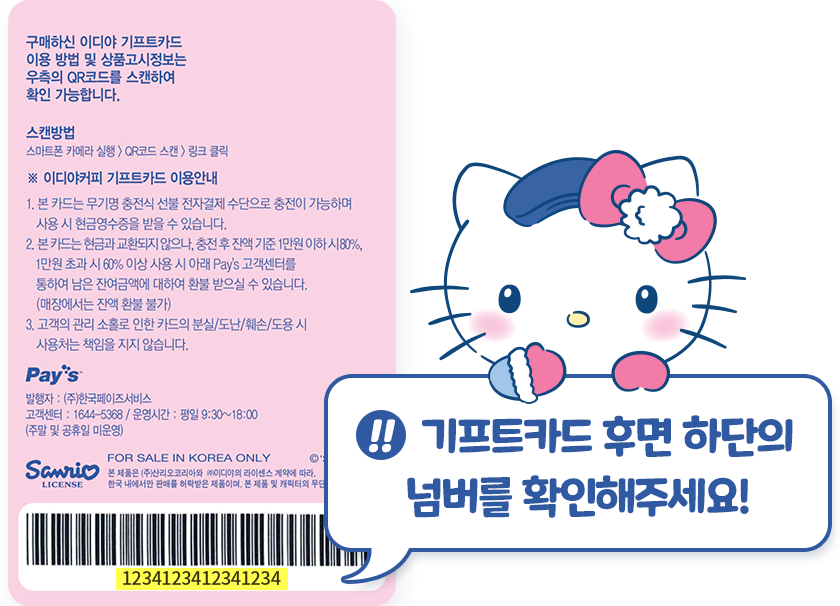 구매하신 이디야 기프트카드
이용 방법 및 상품고시정보는
우측의 QR코드를 스캔하여
확인 가능합니다.
스캔방법
스마트폰 카메라 실행 > QR코드 스캔 > 링크 클릭
※ 이디야커피 기프트카드 이용안내
1. 본 카드는 무기명 충전식 선불 전자결제 수단으로 충전이 가능하며
사용 시 현금영수증을 받을 수 있습니다.
2. 본 카드는 현금과 교환되지 않으나, 충전 후 잔액 기준 1만원 이하 시 80%,
1만원 초과 시 60% 이상 사용 시 아래 Pay's 고객센터를
통하여 남은 잔여금액에 대하여 환불 받으실 수 있습니다.
(매장에서는 잔액 환불 불가)
3. 고객의 관리 소홀로 인한 카드의 분실/도난/훼손/도용 시
사용처는 책임을 지지 않습니다.
Pay's™
발행자 : (주)한국페이즈서비스
고객센터 : 1644-5368 / 운영시간 : 평일 9:30~18:00
(주말 및 공휴일 미운영)
Sanrio
LICENSE
FOR SALE IN KOREA ONLY ©'
본 제품은 (주)산리오코리아와 ㈜이디야의 라이센스 계약에 따라,
한국 내에서만 판매를 허락받은 제품이며, 본 제품 및 캐릭터의 무단
1234123412341234
!! 기프트카드 후면 하단의
넘버를 확인해주세요!